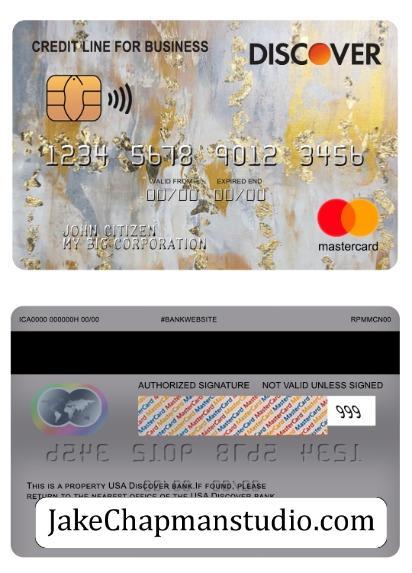 CREDIT LINE FOR BUSINESS
DISCOVER
1234 5678 9012 3456
VALID FROM EXPIRED END
00/00 00/00
JOHN CITIZEN
MY BIG CORPORATION
mastercard
ICA0000 000000H 00/00 #BANKWEBSITE RPMMCN00
AUTHORIZED SIGNATURE NOT VALID UNLESS SIGNED
MasterCard MasterCard MasterCard
999
THIS IS A PROPERTY USA DISCOVER BANK.IF FOUND, PLEASE
RETURN TO THE NEAREST OFFICE OF THE USA DISCOVER BANK
JakeChapmanstudio.com